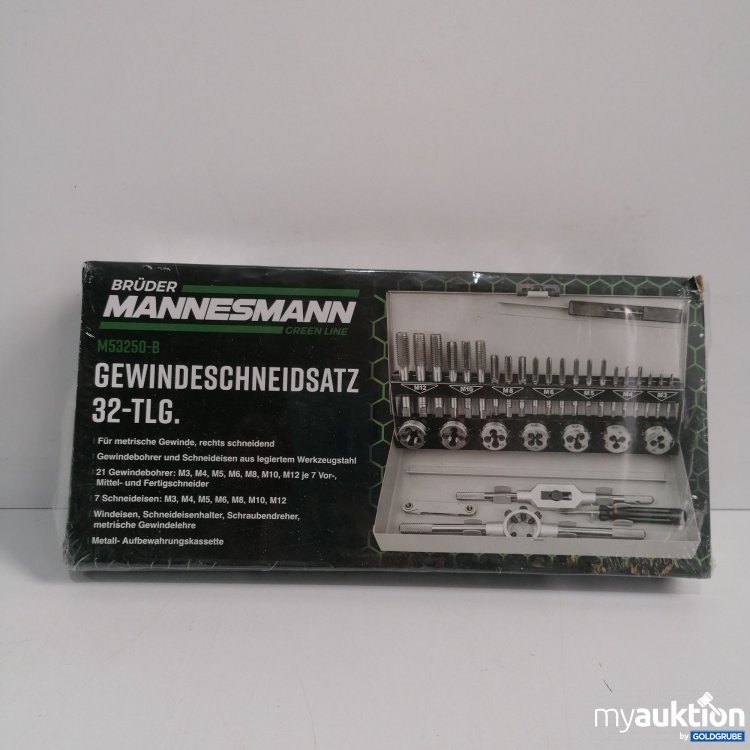 BRÜDER
MANNESMANN
GREEN LINE
M53250-B
GEWINDESCHNEIDSATZ
32-TLG.
Für metrische Gewinde, rechts schneidend
Gewindebohrer und Schneideisen aus legiertem Werkzeugstahl
21 Gewindebohrer: M3, M4, M5, M6, M8, M10, M12 je 7 Vor-,
Mittel- und Fertigschneider
7 Schneideisen: M3, M4, M5, M6, M8, M10, M12
Windeisen, Schneideisenhalter, Schraubendreher,
metrische Gewindelehre
Metall- Aufbewahrungskassette
M12 M10 M8 M6 M5 M4 M3
myauktion
by GOLDGRUBE